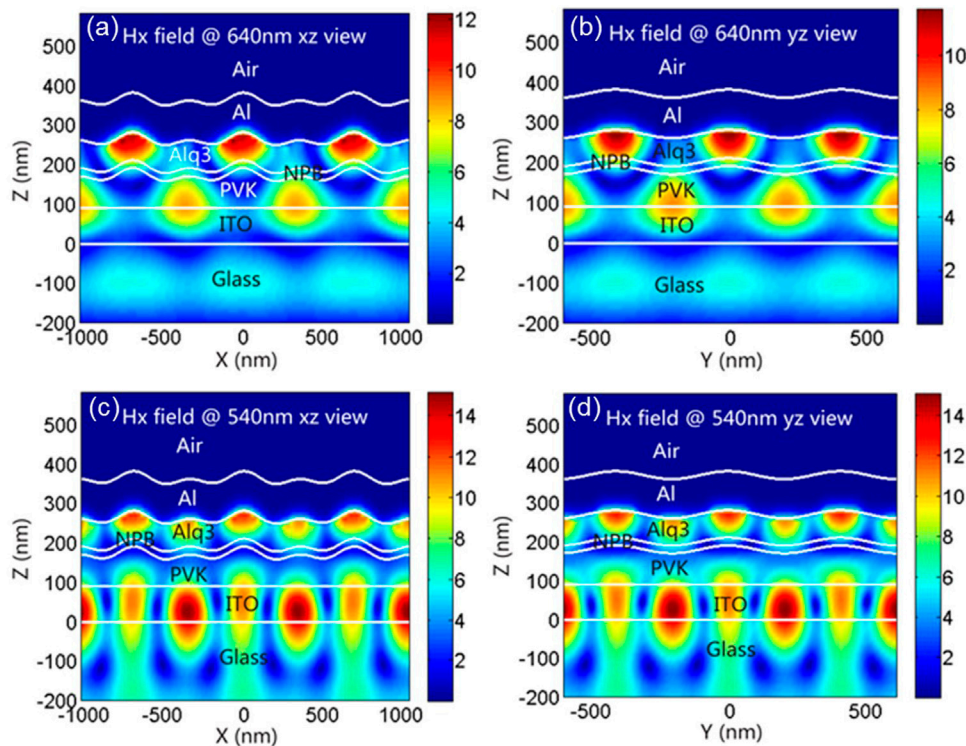 (a) Hx field @ 640nm xz view
Air
Al
Alq3
NPB
PVK
ITO
Glass
Z (nm)
500
400
300
200
100
0
-100
-200
-1000
-500
0
500
1000
X (nm)
12
10
8
6
4
2
(b) Hx field @ 640nm yz view
Air
Al
Alq3
NPB
PVK
ITO
Glass
Z (nm)
500
400
300
200
100
0
-100
-200
-500
0
500
Y (nm)
10
8
6
4
2
(c) Hx field @ 540nm xz view
Air
Al
Alq3
NPB
PVK
ITO
Glass
Z (nm)
500
400
300
200
100
0
-100
-200
-1000
-500
0
500
1000
X (nm)
14
12
10
8
6
4
2
(d) Hx field @ 540nm yz view
Air
Al
Alq3
NPB
PVK
ITO
Glass
Z (nm)
500
400
300
200
100
0
-100
-200
-500
0
500
Y (nm)
14
12
10
8
6
4
2